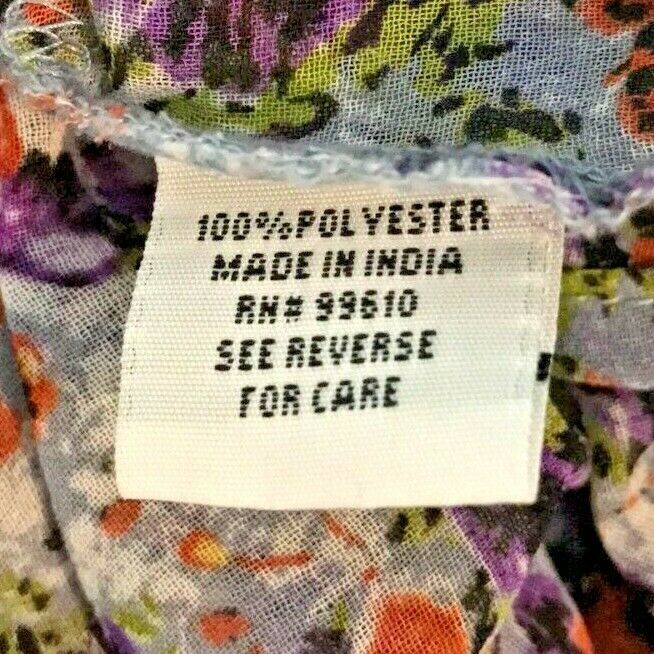 100% POLYESTER
MADE IN INDIA
RN# 99610
SEE REVERSE
FOR CARE